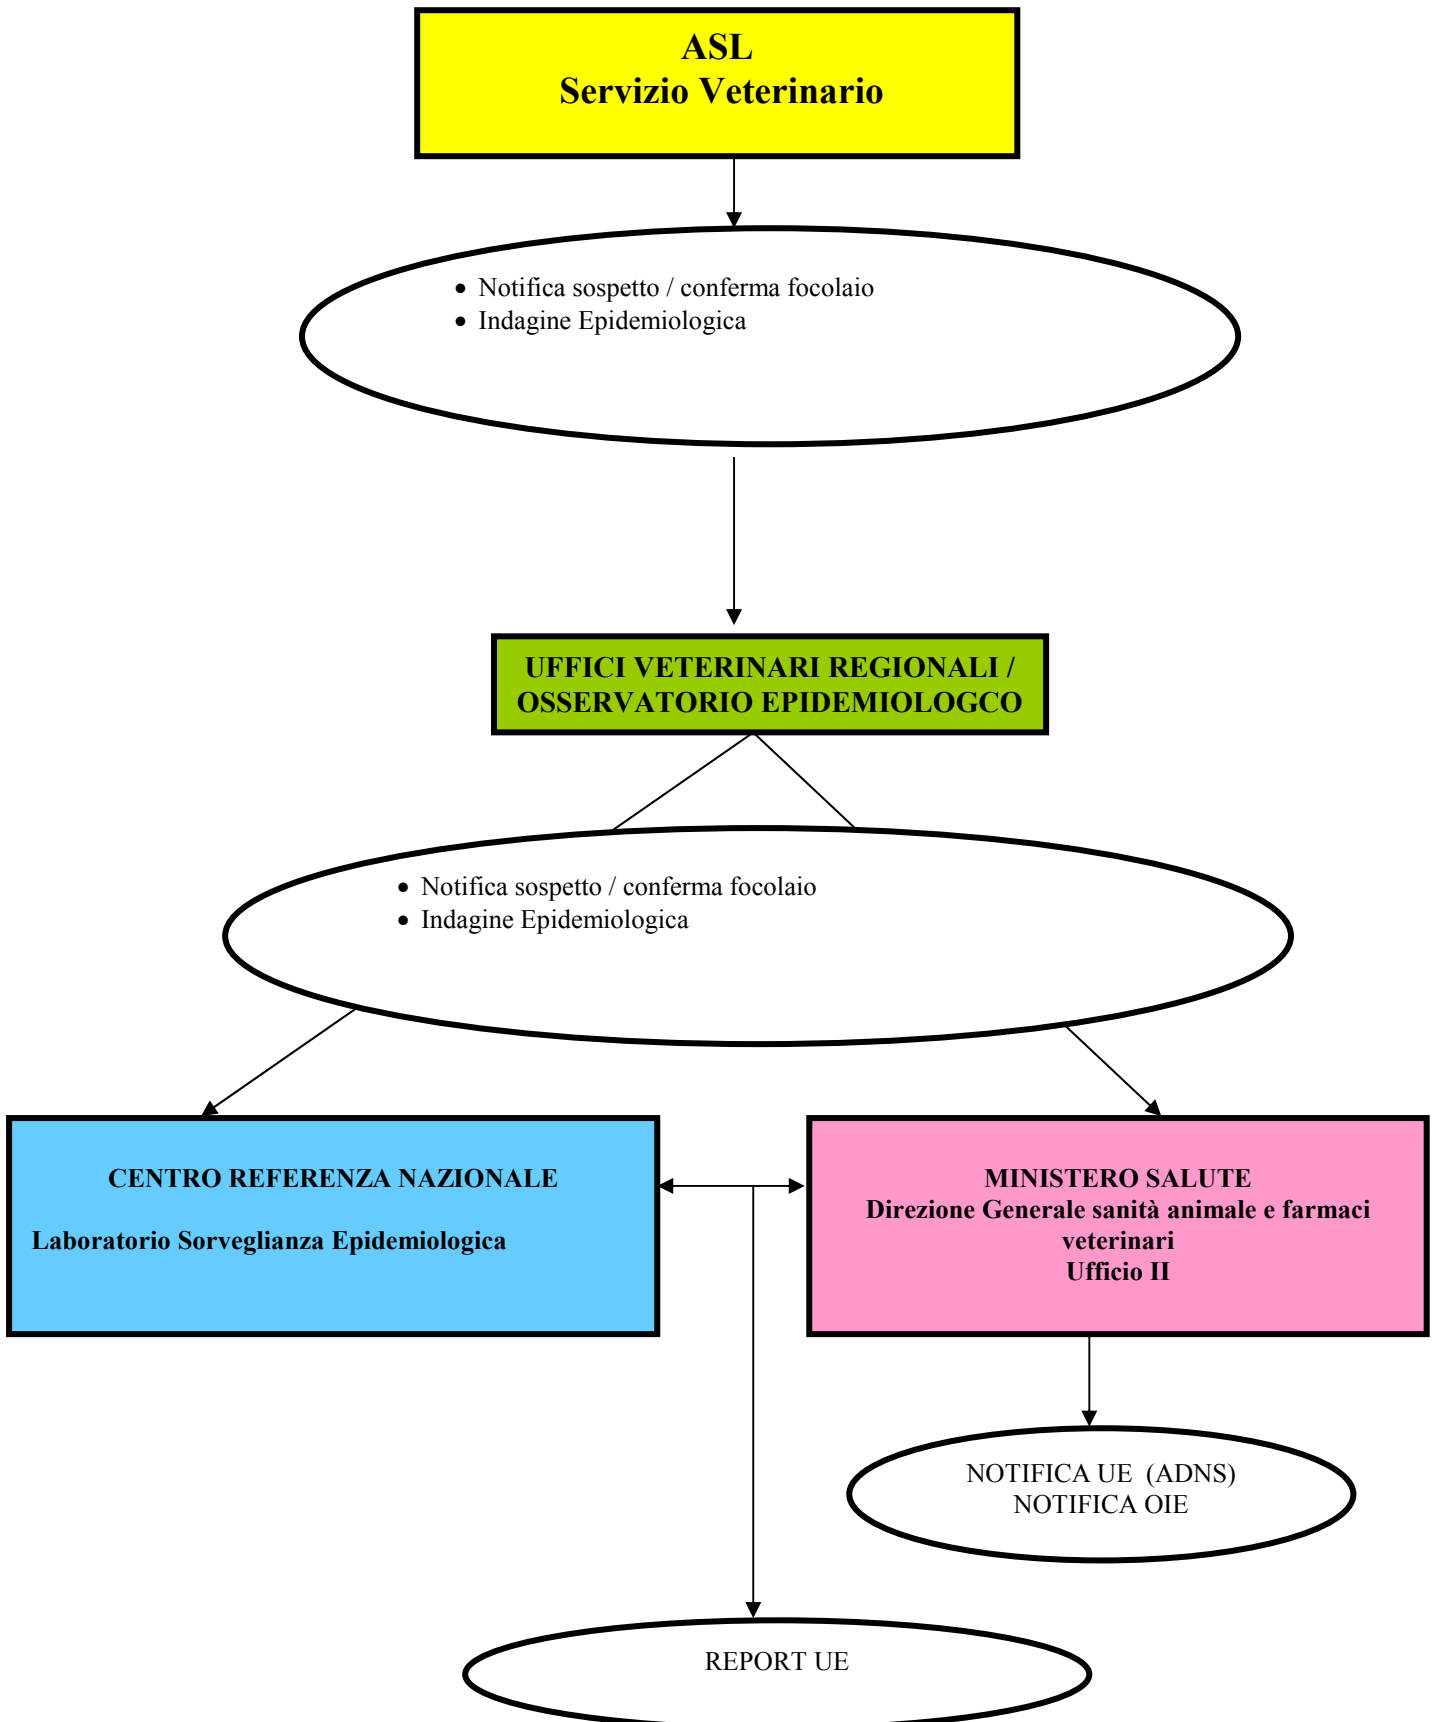 ASL
Servizio Veterinario
• Notifica sospetto / conferma focolaio
• Indagine Epidemiologica
UFFICI VETERINARI REGIONALI /
OSSERVATORIO EPIDEMIOLOGCO
• Notifica sospetto / conferma focolaio
• Indagine Epidemiologica
CENTRO REFERENZA NAZIONALE
Laboratorio Sorveglianza Epidemiologica
MINISTERO SALUTE
Direzione Generale sanità animale e farmaci
veterinari
Ufficio II
NOTIFICA UE (ADNS)
NOTIFICA OIE
REPORT UE